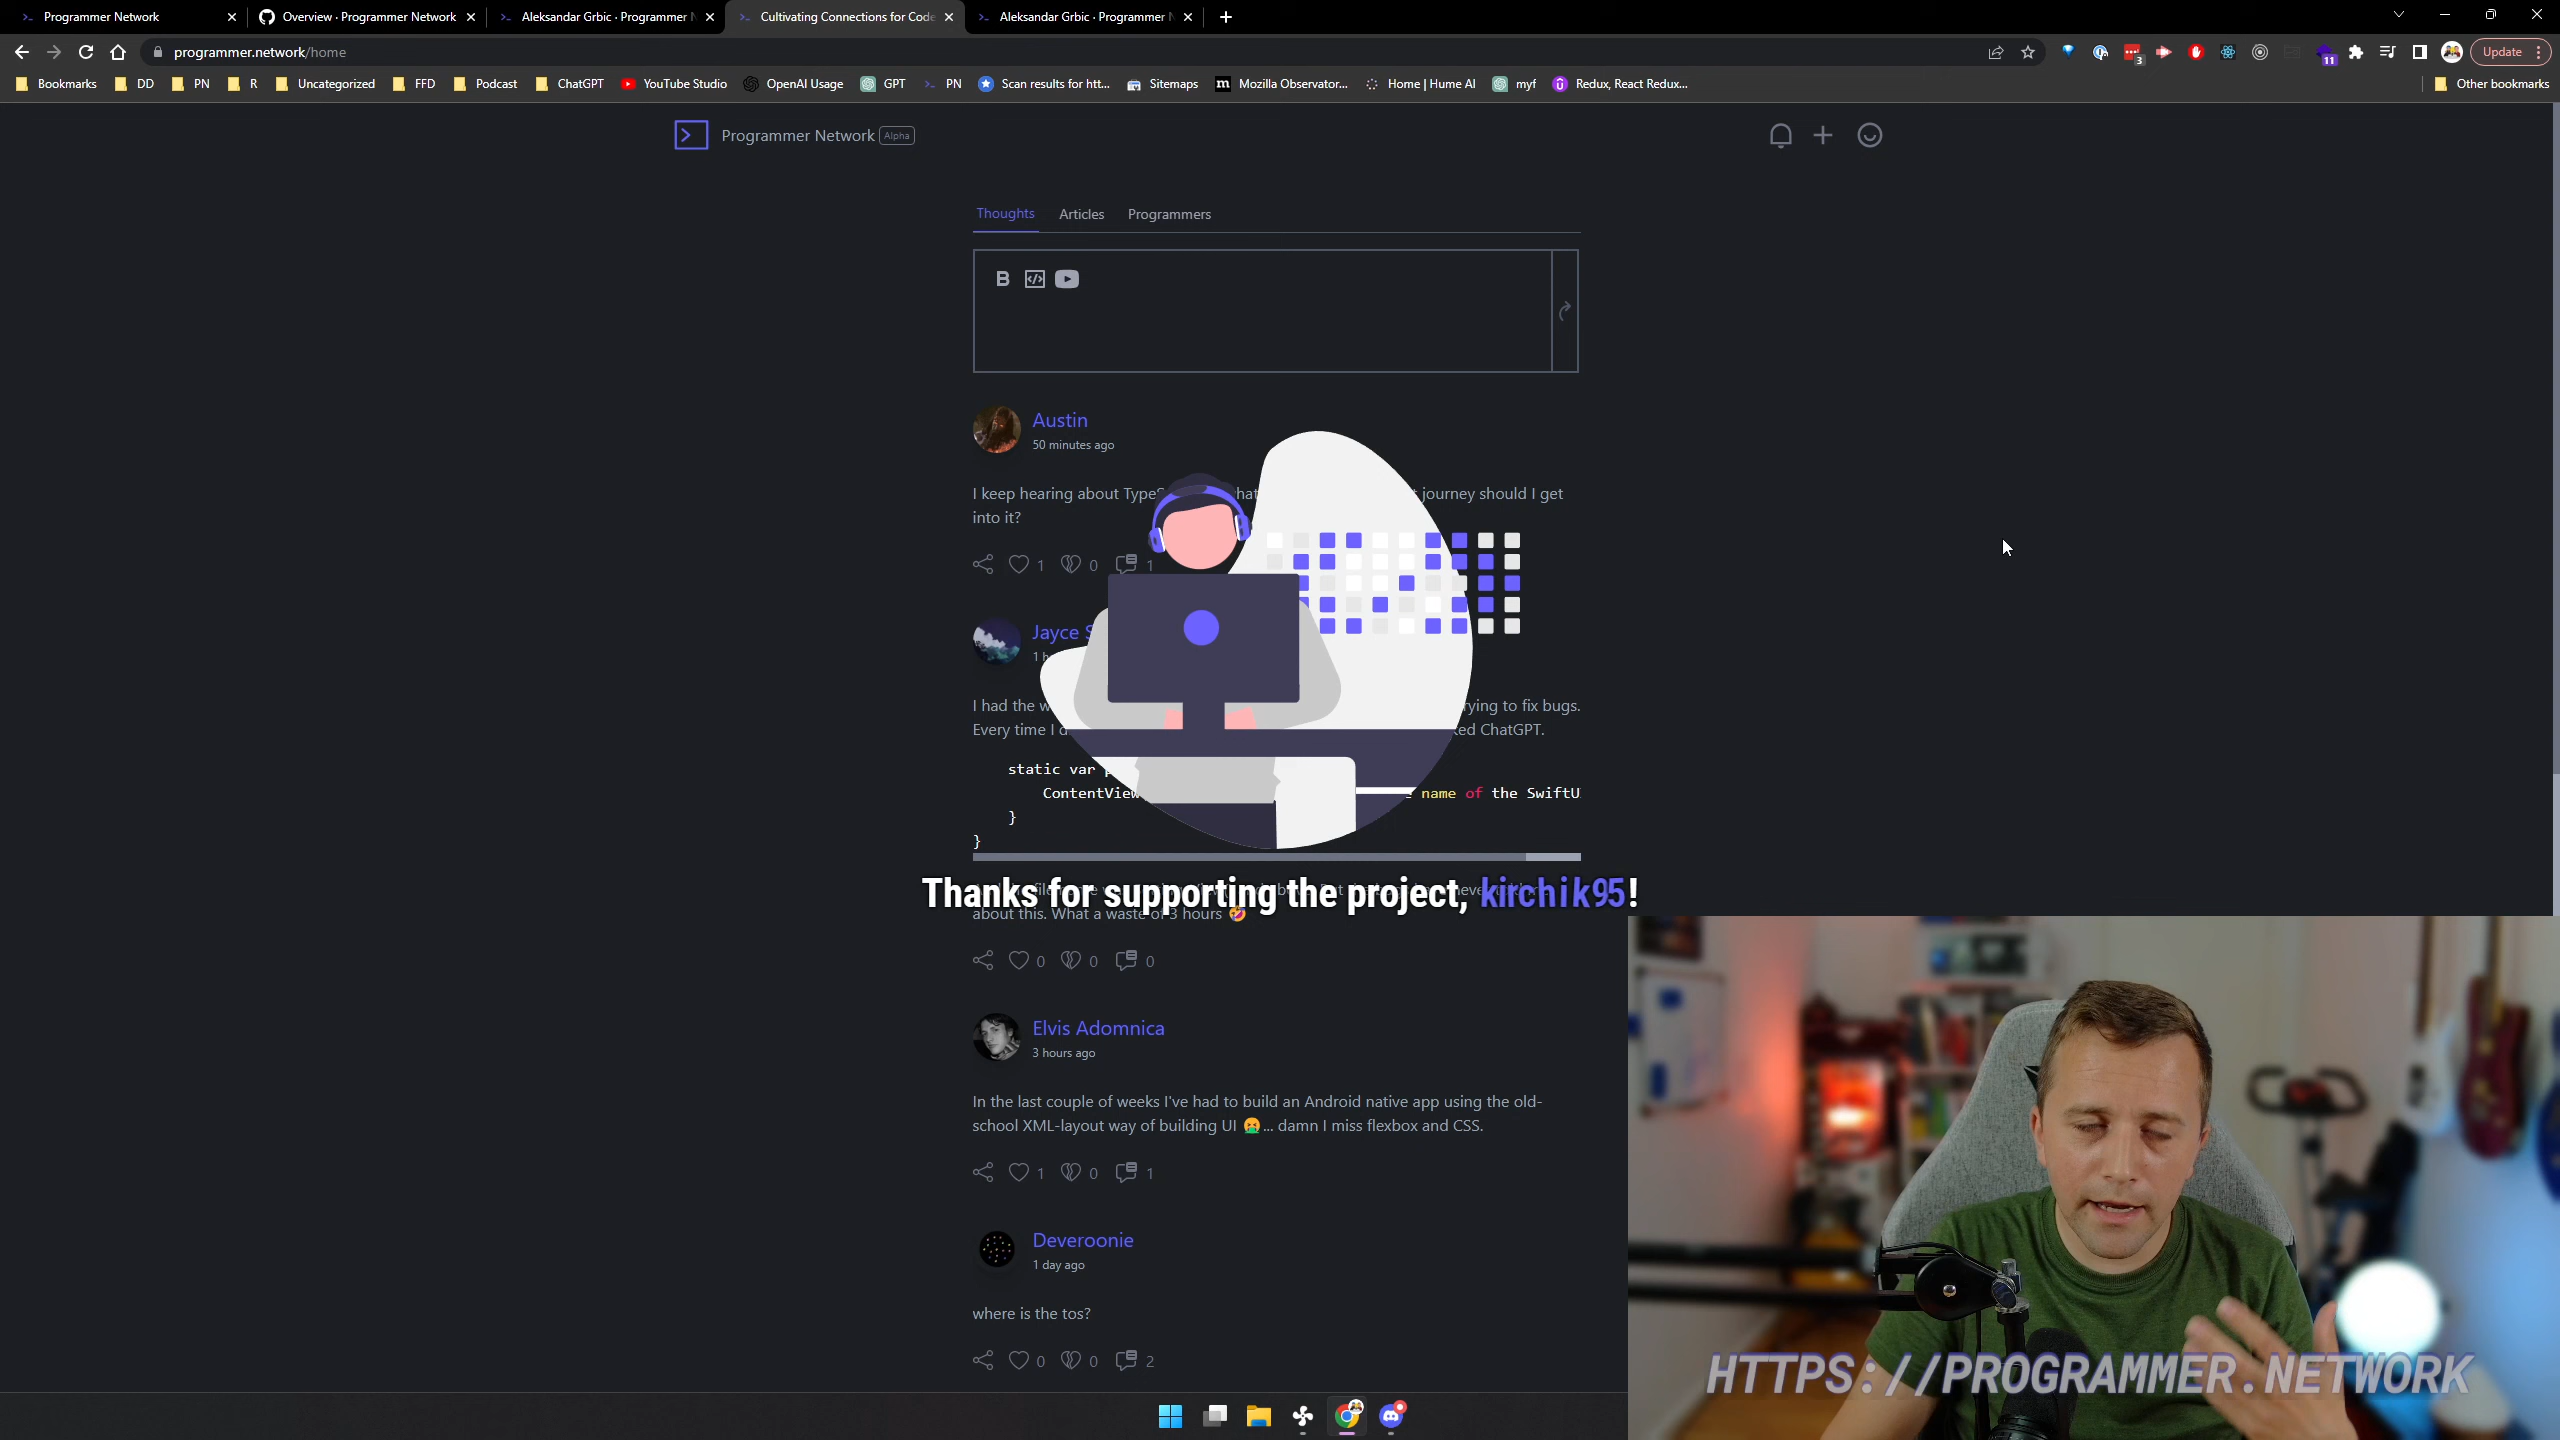 Programmer Network
Overview · Programmer Network
Aleksandar Grbic · Programmer
Cultivating Connections for Code
Aleksandar Grbic · Programmer
programmer.network/home
3
11
Update
Bookmarks
DD
PN
R
Uncategorized
FFD
Podcast
ChatGPT
YouTube Studio
OpenAI Usage
GPT
PN
Scan results for htt...
Sitemaps
Mozilla Observator...
Home | Hume AI
myf
Redux, React Redux...
Other bookmarks
Programmer Network Alpha
Thoughts Articles Programmers
B
Austin
50 minutes ago
I keep hearing about journey should I get
into it?
1 0 1
Jayce
I had the trying to fix bugs.
Every time I ChatGPT.
static var
ContentView name of the SwiftU
}
}
Thanks for supporting the project, kirchik95!
about this. What a waste of 3 hours 🤣
0 0 0
Elvis Adomnica
3 hours ago
In the last couple of weeks I've had to build an Android native app using the old-
school XML-layout way of building UI 🤮... damn I miss flexbox and CSS.
1 0 1
Deveroonie
1 day ago
where is the tos?
0 0 2
HTTPS://PROGRAMMER.NETWORK